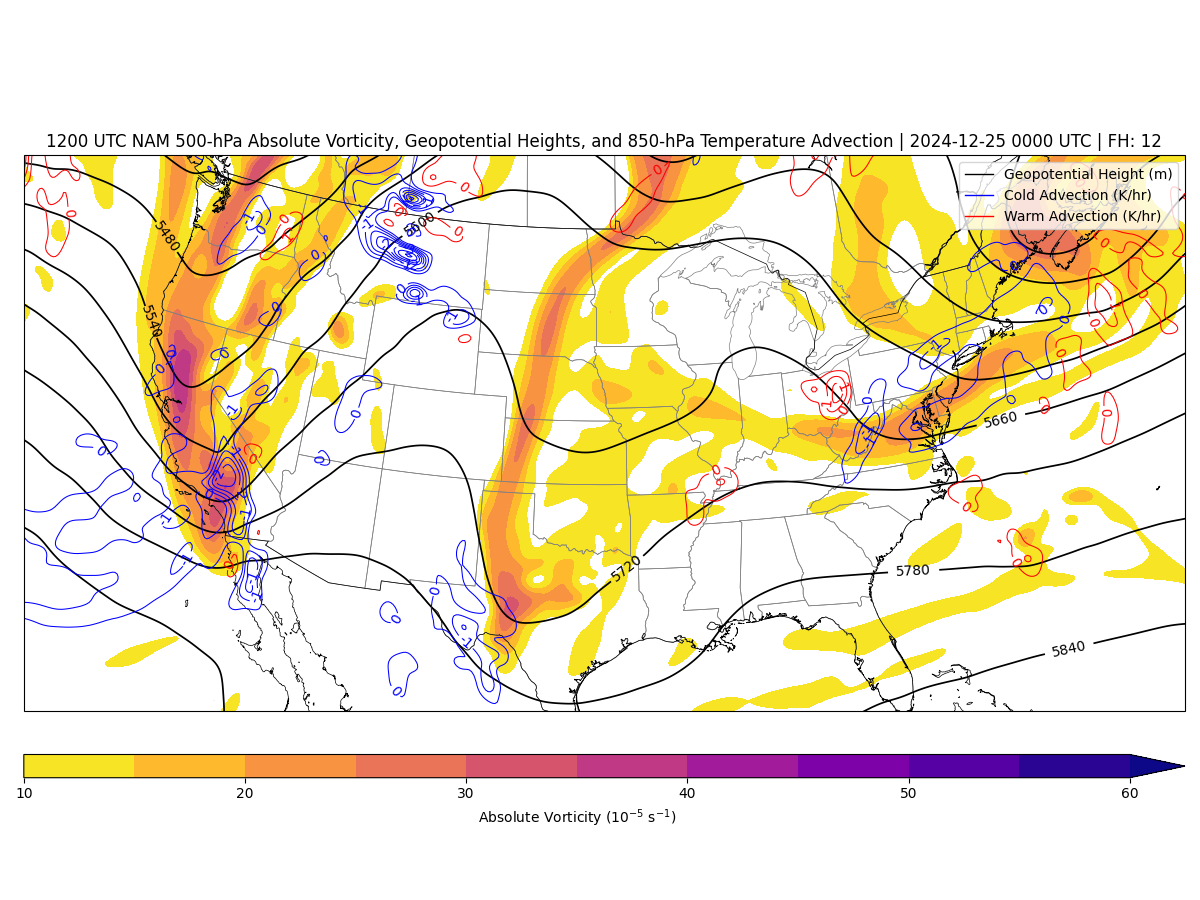 1200 UTC NAM 500-hPa Absolute Vorticity, Geopotential Heights, and 850-hPa Temperature Advection | 2024-12-25 0000 UTC | FH: 12
Geopotential Height (m)
Cold Advection (K/hr)
Warm Advection (K/hr)
5480
5600
5540
5660
5720
5780
5840
10 20 30 40 50 60
Absolute Vorticity (10⁻⁵ s⁻¹)